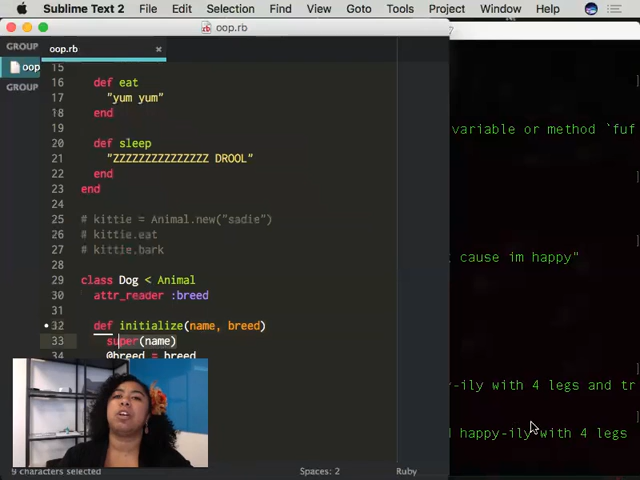 Sublime Text 2 File Edit Selection Find View Goto Tools Project Window Help
oop.rb
GROUP
oop.rb
oop
GROUP
15
16 def eat
17 "yum yum"
18 end
19
20 def sleep
21 "ZZZZZZZZZZZZZZZ DROOL"
22 end
23 end
24
25 # kittie = Animal.new("sadie")
26 # kittie.eat
27 # kittie.bark
28
29 class Dog < Animal
30 attr_reader :breed
31
32 def initialize(name, breed)
33 super(name)
34 @breed = breed
9 characters selected Spaces: 2 Ruby
variable or method `fuf
cause im happy"
-ily with 4 legs and tr
happy-ily with 4 legs